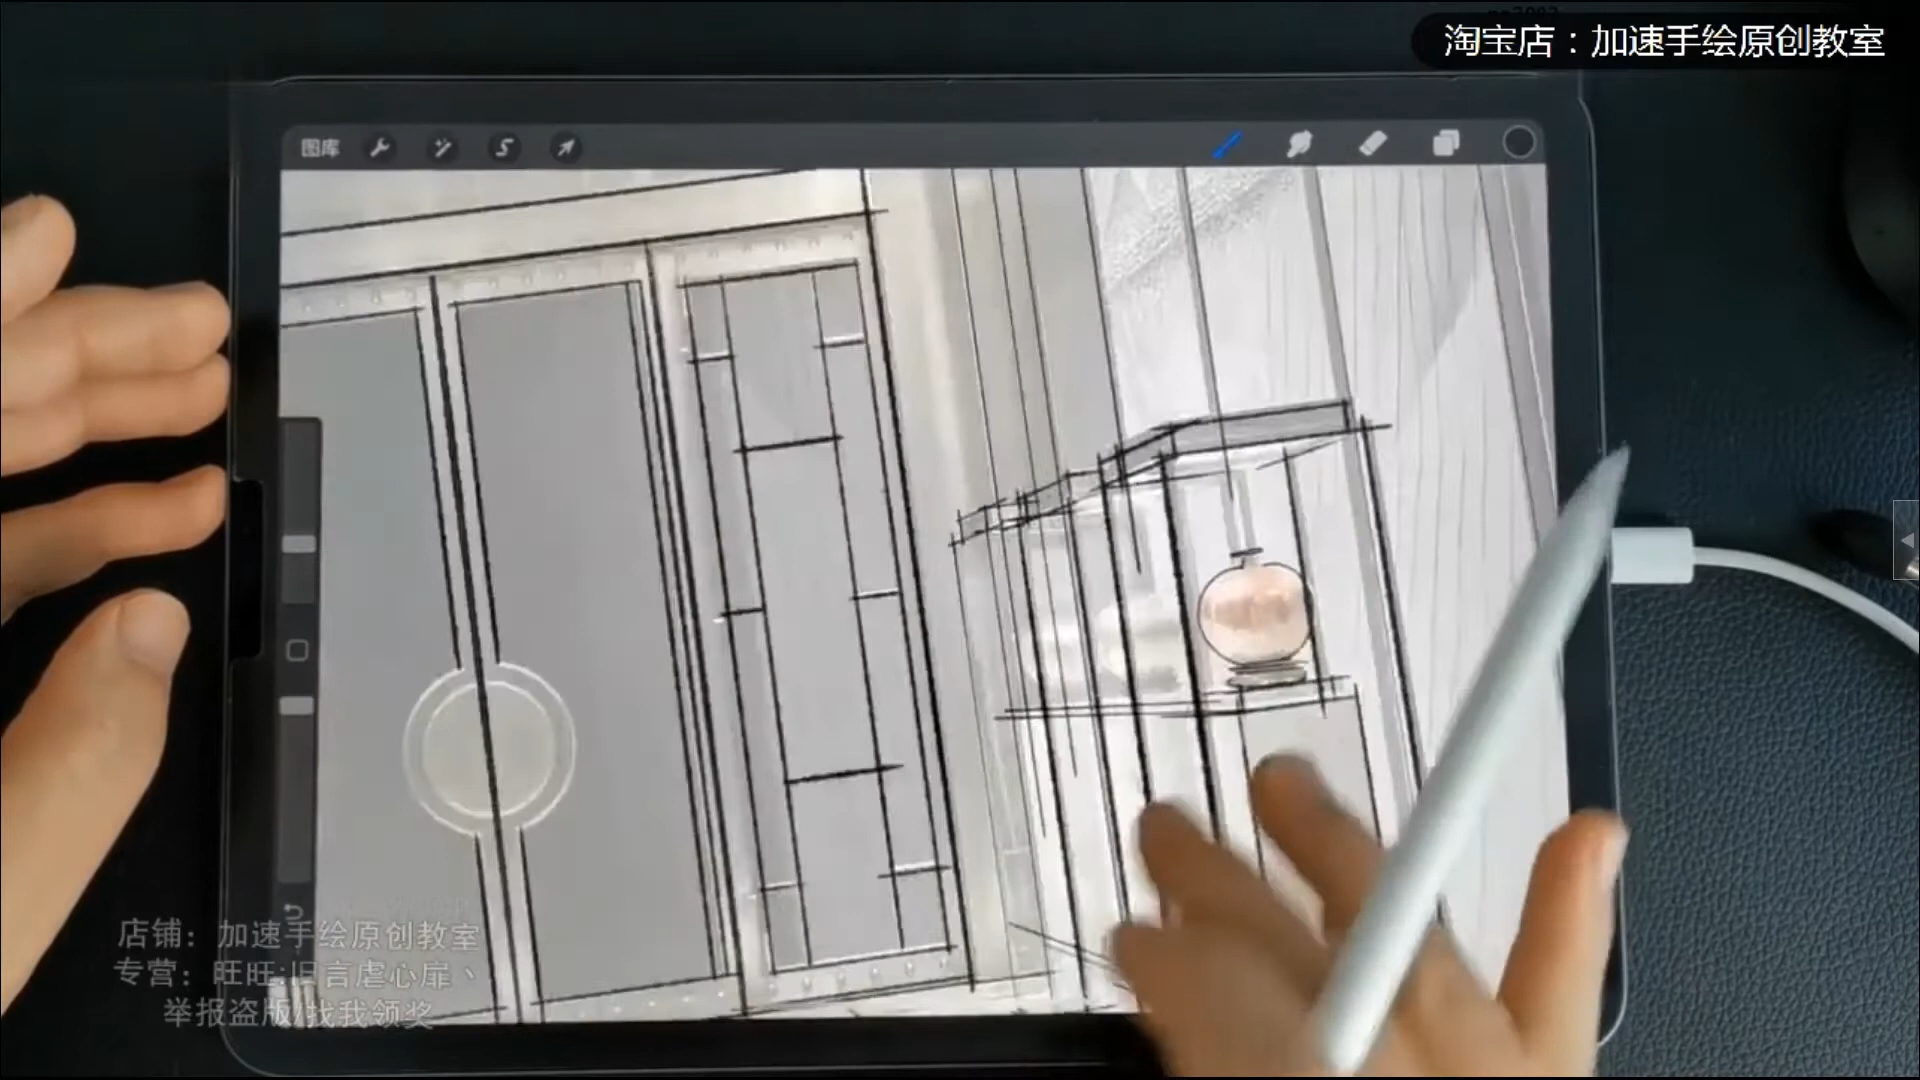 淘宝店：加速手绘原创教室
图库
店铺：加速手绘原创教室
专营：旺旺:旧言虐心扉丶
举报盗版/找我领奖